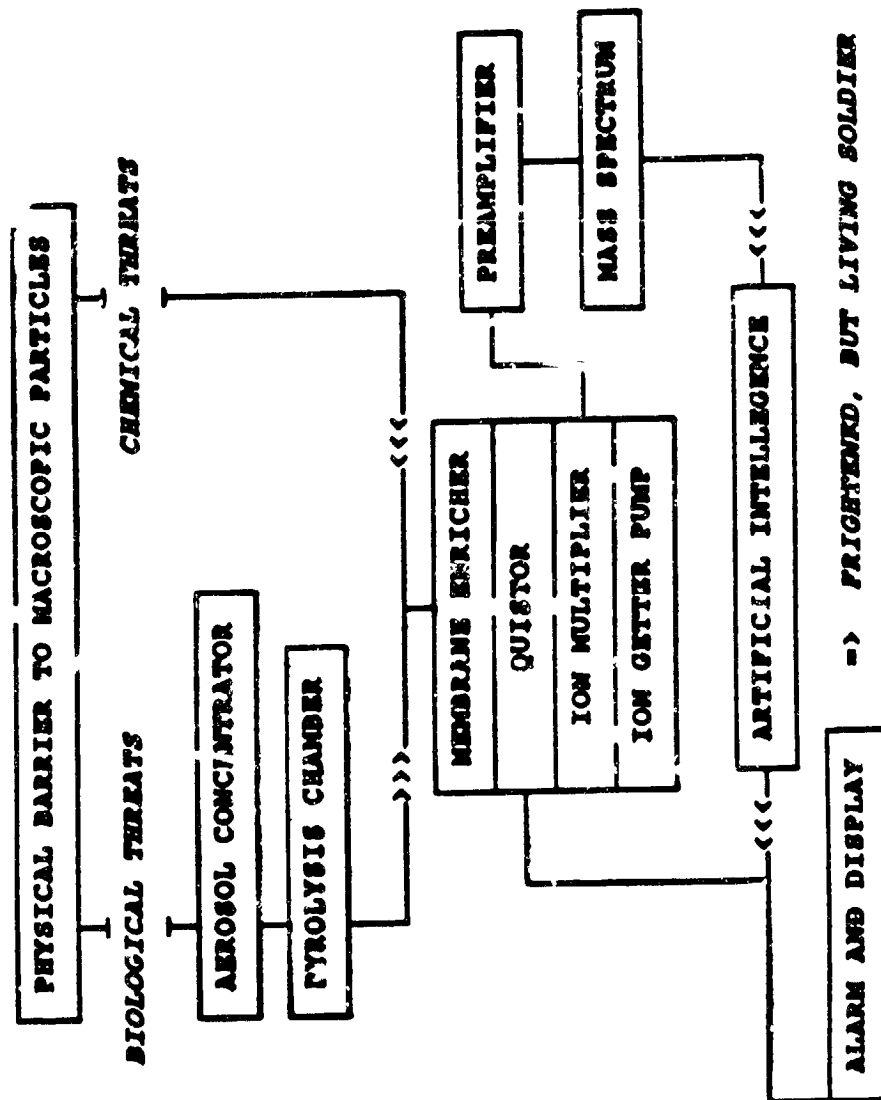 PHYSICAL BARRIER TO MACROSCOPIC PARTICLES
BIOLOGICAL THREATS
CHEMICAL THREATS
AEROSOL CONCENTRATOR
PYROLYSIS CHAMBER
>>>
<<<
MEMBRANE ENRICHER
QUISTOR
ION MULTIPLIER
ION GETTER PUMP
PREAMPLIFIER
MASS SPECTRUM
<<<
ARTIFICIAL INTELLEGENCE
<<<
ALARM AND DISPLAY
=> FRIGHTENED, BUT LIVING SOLDIER